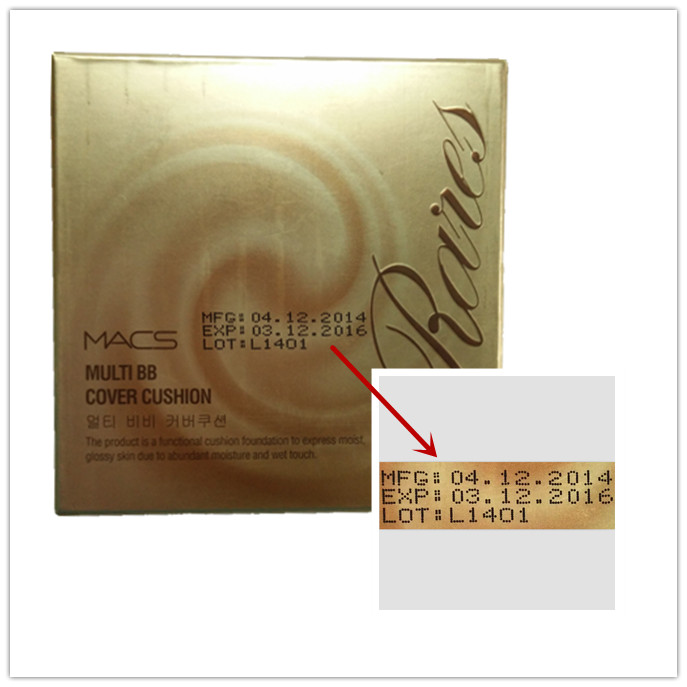 Rares
MFG: 04.12.2014
EXP: 03.12.2016
LOT:L1401
MACS
MULTI BB
COVER CUSHION
멀티 비비 커버쿠션
The product is a functional cushion foundation to express moist,
glossy skin due to abundant moisture and wet touch.
MFG: 04.12.2014
EXP: 03.12.2016
LOT:L1401